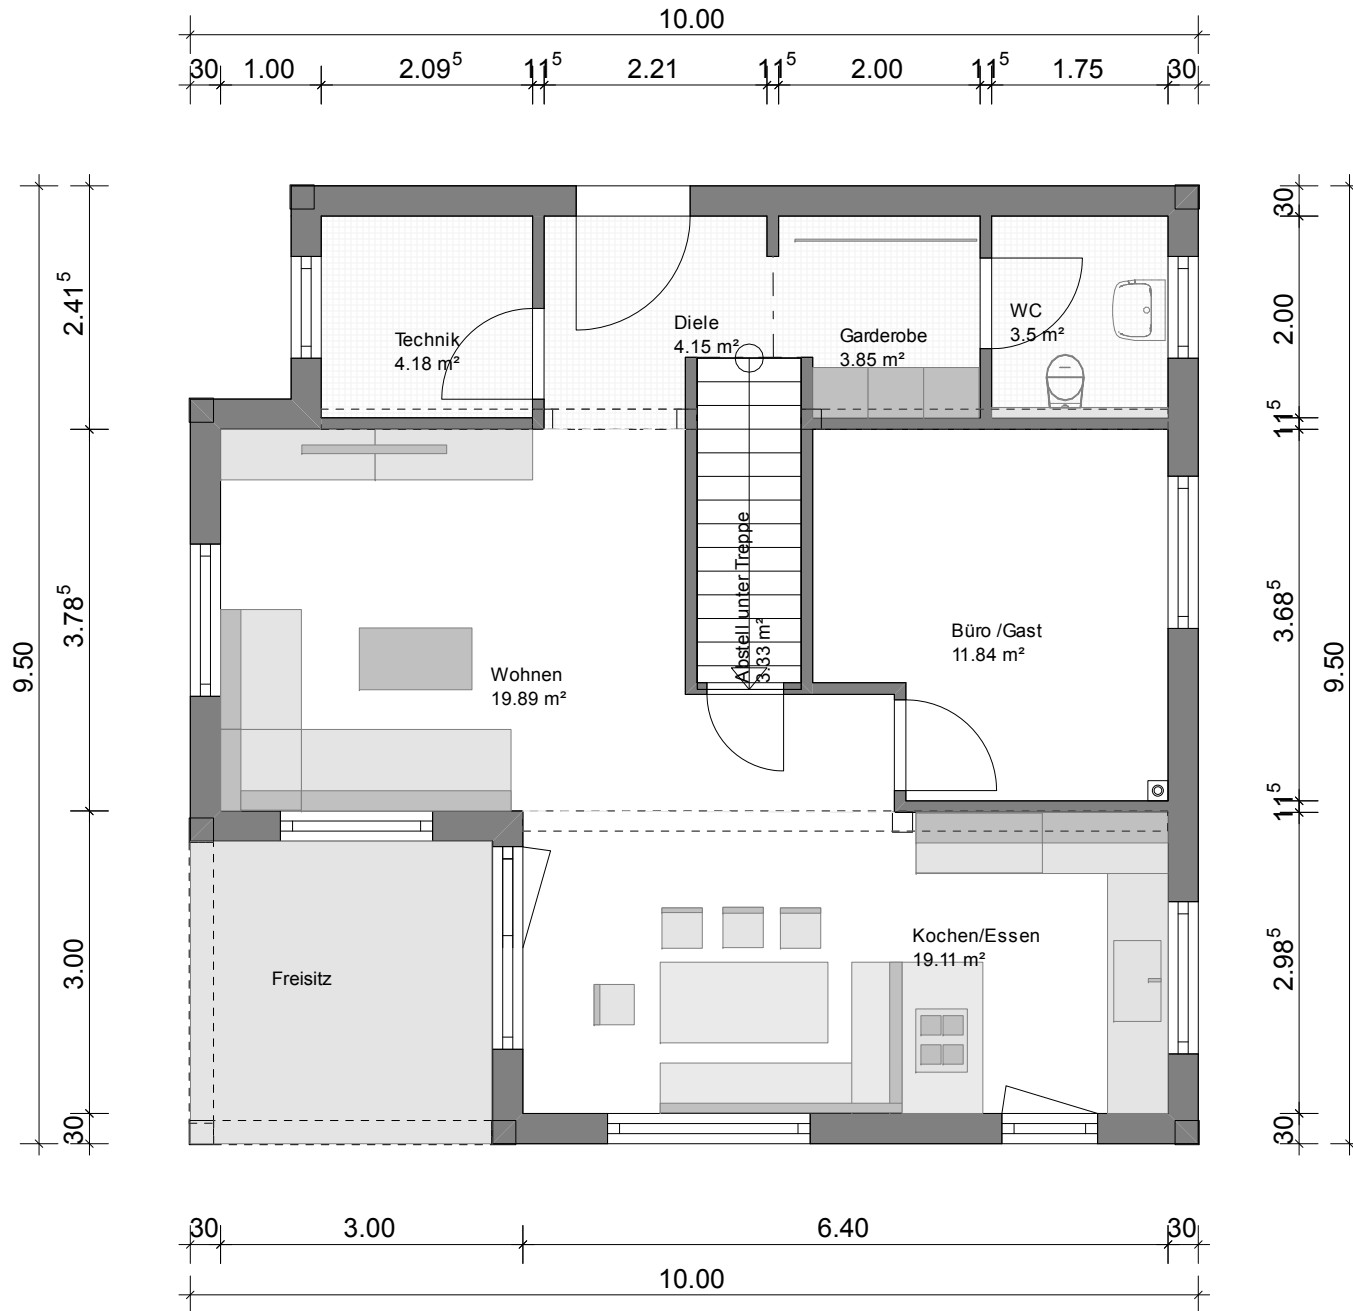 10.00
30 1.00 2.09⁵ 11⁵ 2.21 11⁵ 2.00 11⁵ 1.75 30
9.50
2.41⁵
3.78⁵
3.00
30
Technik
4.18 m²
Diele
4.15 m²
Garderobe
3.85 m²
WC
3.5 m²
Abstell unter Treppe
3.33 m²
Büro /Gast
11.84 m²
Wohnen
19.89 m²
Kochen/Essen
19.11 m²
Freisitz
30
2.00
11⁵
3.68⁵
11⁵
2.98⁵
30
9.50
30 3.00 6.40 30
10.00